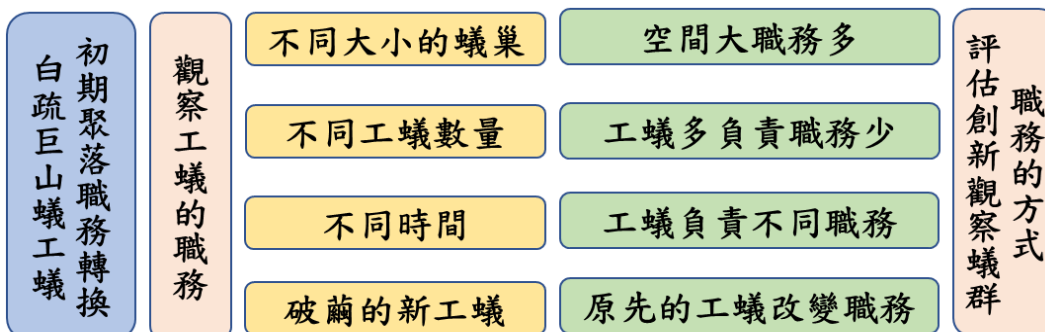 初期聚落職務轉換
白疏巨山蟻工蟻
觀察工蟻的職務
不同大小的蟻巢
空間大職務多
不同工蟻數量
工蟻多負責職務少
不同時間
工蟻負責不同職務
破繭的新工蟻
原先的工蟻改變職務
職務的方式
評估創新觀察蟻群